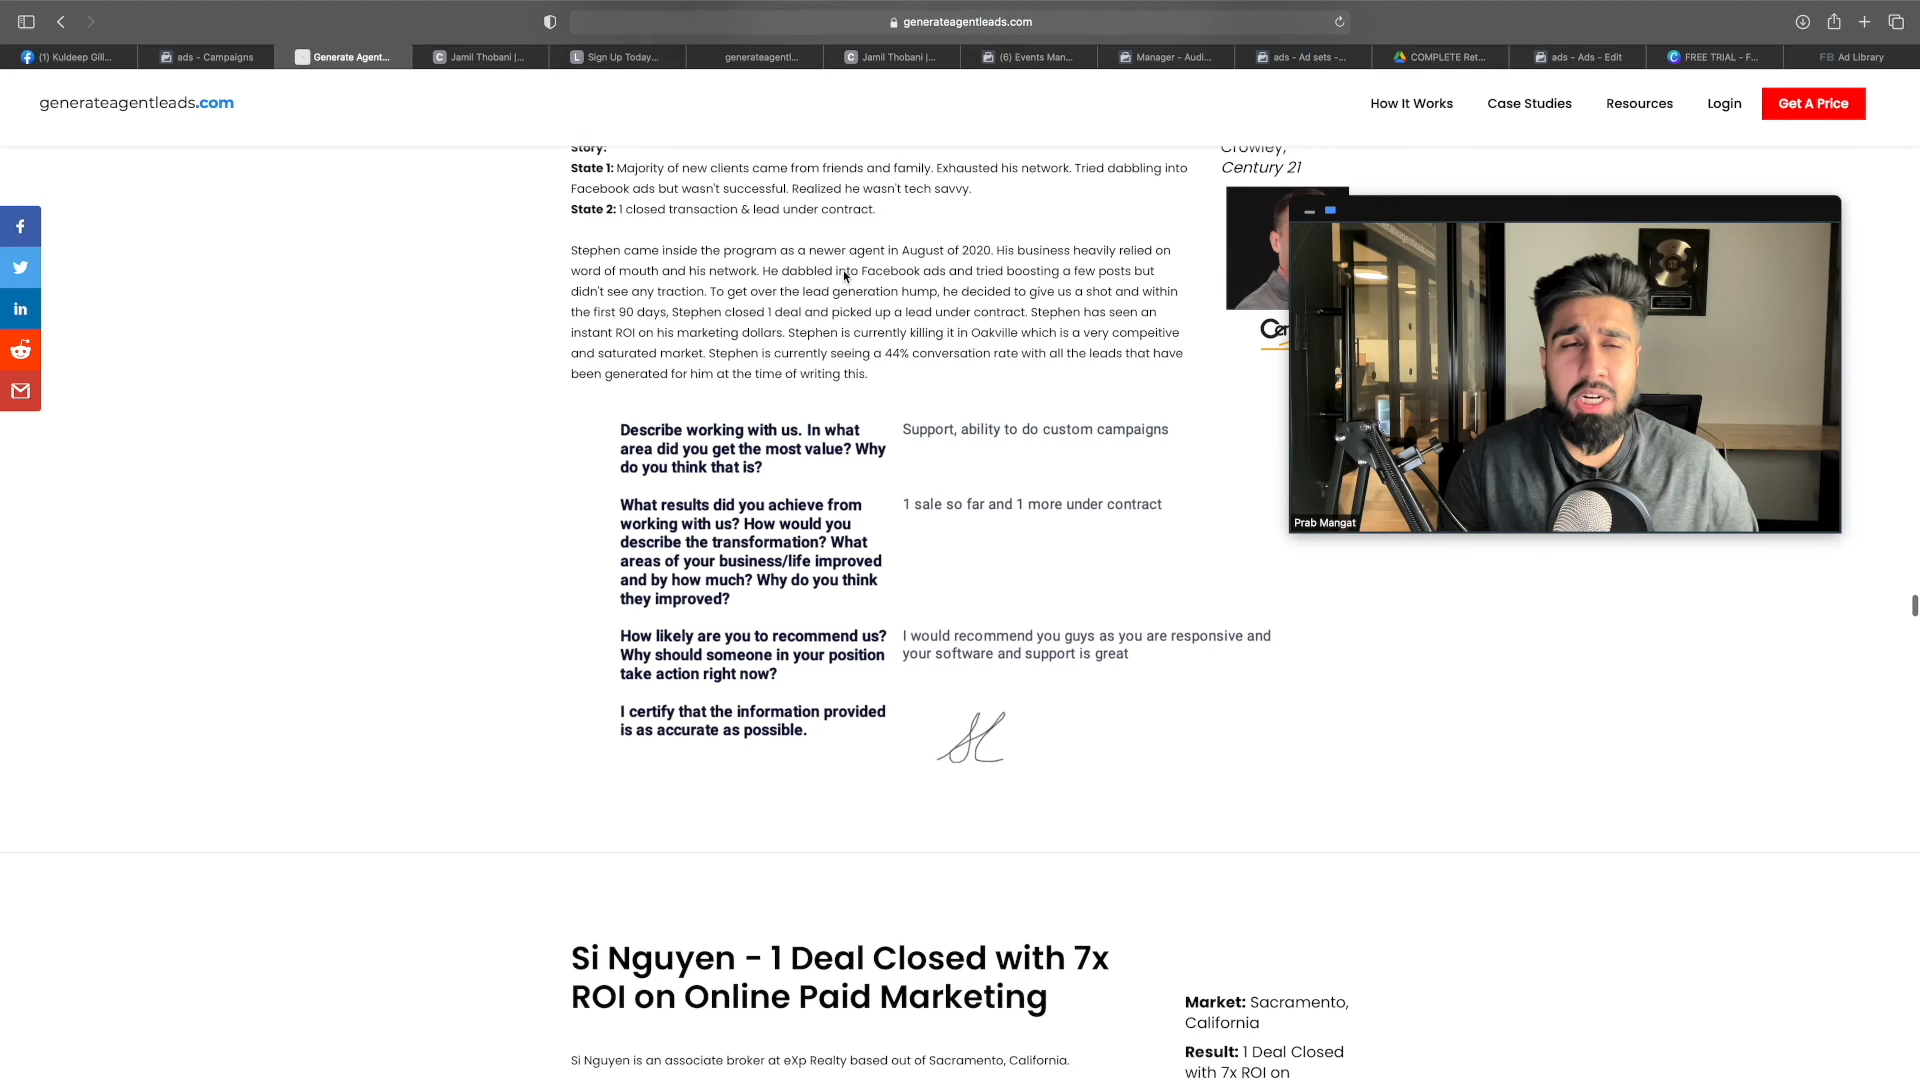 generateagentleads.com
(1) Kuldeep Gill...
ads - Campaigns
Generate Agent...
Jamil Thobani |...
Sign Up Today...
generateagentl...
Jamil Thobani |...
(6) Events Man...
Manager - Audi...
ads - Ad sets -...
COMPLETE Ret...
ads - Ads - Edit
FREE TRIAL - F...
FB Ad Library
generateagentleads.com
How It Works
Case Studies
Resources
Login
Get A Price
Story:
State 1: Majority of new clients came from friends and family. Exhausted his network. Tried dabbling into
Facebook ads but wasn't successful. Realized he wasn't tech savvy.
State 2: 1 closed transaction & lead under contract.
Stephen came inside the program as a newer agent in August of 2020. His business heavily relied on
word of mouth and his network. He dabbled into Facebook ads and tried boosting a few posts but
didn't see any traction. To get over the lead generation hump, he decided to give us a shot and within
the first 90 days, Stephen closed 1 deal and picked up a lead under contract. Stephen has seen an
instant ROI on his marketing dollars. Stephen is currently killing it in Oakville which is a very compeitive
and saturated market. Stephen is currently seeing a 44% conversation rate with all the leads that have
been generated for him at the time of writing this.
Crowley,
Century 21
Cen
Prab Mangat
Describe working with us. In what
area did you get the most value? Why
do you think that is?
Support, ability to do custom campaigns
What results did you achieve from
working with us? How would you
describe the transformation? What
areas of your business/life improved
and by how much? Why do you think
they improved?
1 sale so far and 1 more under contract
How likely are you to recommend us?
Why should someone in your position
take action right now?
I would recommend you guys as you are responsive and
your software and support is great
I certify that the information provided
is as accurate as possible.
Si Nguyen - 1 Deal Closed with 7x
ROI on Online Paid Marketing
Si Nguyen is an associate broker at eXp Realty based out of Sacramento, California.
Market: Sacramento,
California
Result: 1 Deal Closed
with 7x ROI on